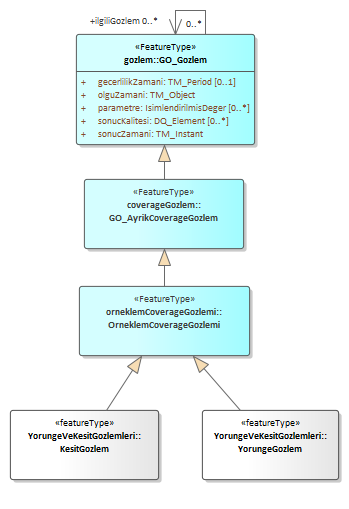 +ilgiliGozlem 0..*
0..*
«FeatureType»
gozlem::GO_Gozlem
+ gecerlilikZamani: TM_Period [0..1]
+ olguZamani: TM_Object
+ parametre: IsimlendirilmisDeger [0..*]
+ sonucKalitesi: DQ_Element [0..*]
+ sonucZamani: TM_Instant
«FeatureType»
coverageGozlem::
GO_AyrikCoverageGozlem
«FeatureType»
orneklemCoverageGozlemi::
OrneklemCoverageGozlemi
«featureType»
YorungeVeKesitGozlemleri::
KesitGozlem
«featureType»
YorungeVeKesitGozlemleri::
YorungeGozlem